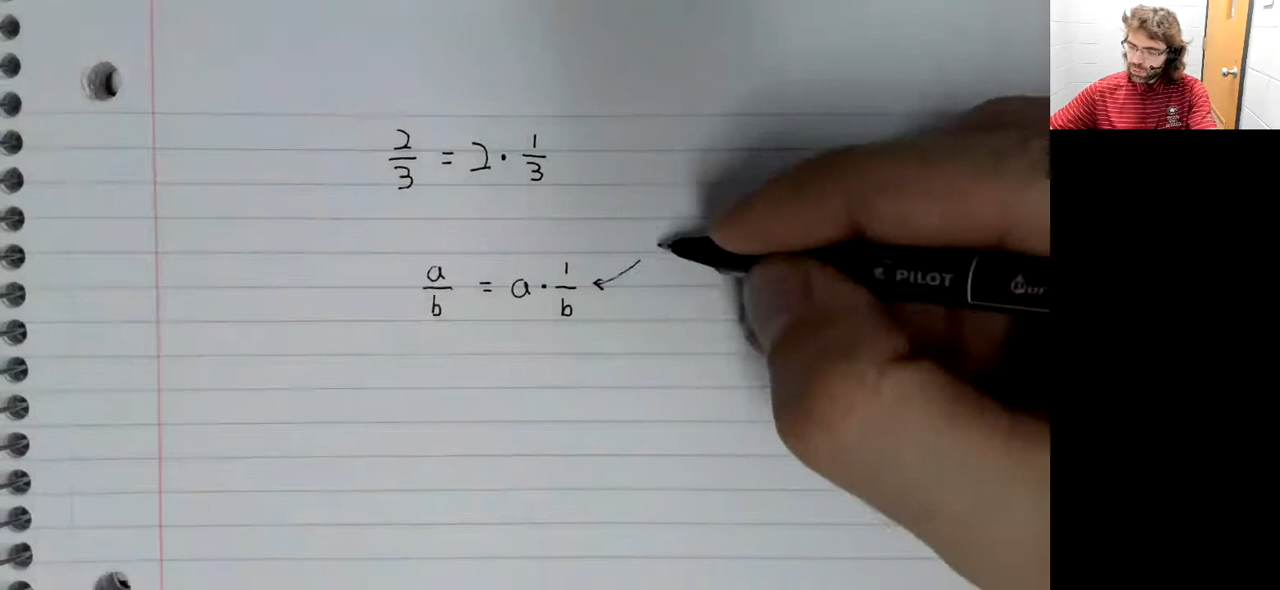 2/3 = 2 · 1/3
a/b = a · 1/b
PILOT